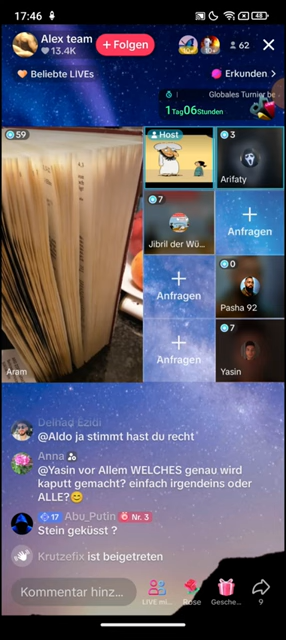 17:46
48
Alex team
13.4K
+ Folgen
62
Beliebte LIVEs
Erkunden >
Globales Turnier be
1Tag06Stunden
59
Host
3
Arifaty
7
Jibril der Wü...
Anfragen
Anfragen
0
Pasha 92
Anfragen
7
Yasin
Aram
Delhad Ezidi
@Aldo ja stimmt hast du recht
Anna
@Yasin vor Allem WELCHES genau wird
kaputt gemacht? einfach irgendeins oder
ALLE?😊
17 Abu_Putin Nr. 3
Stein geküsst ?
Krutzefix ist beigetreten
Kommentar hinz...
LIVE mi...
Rose
Gesche...
9